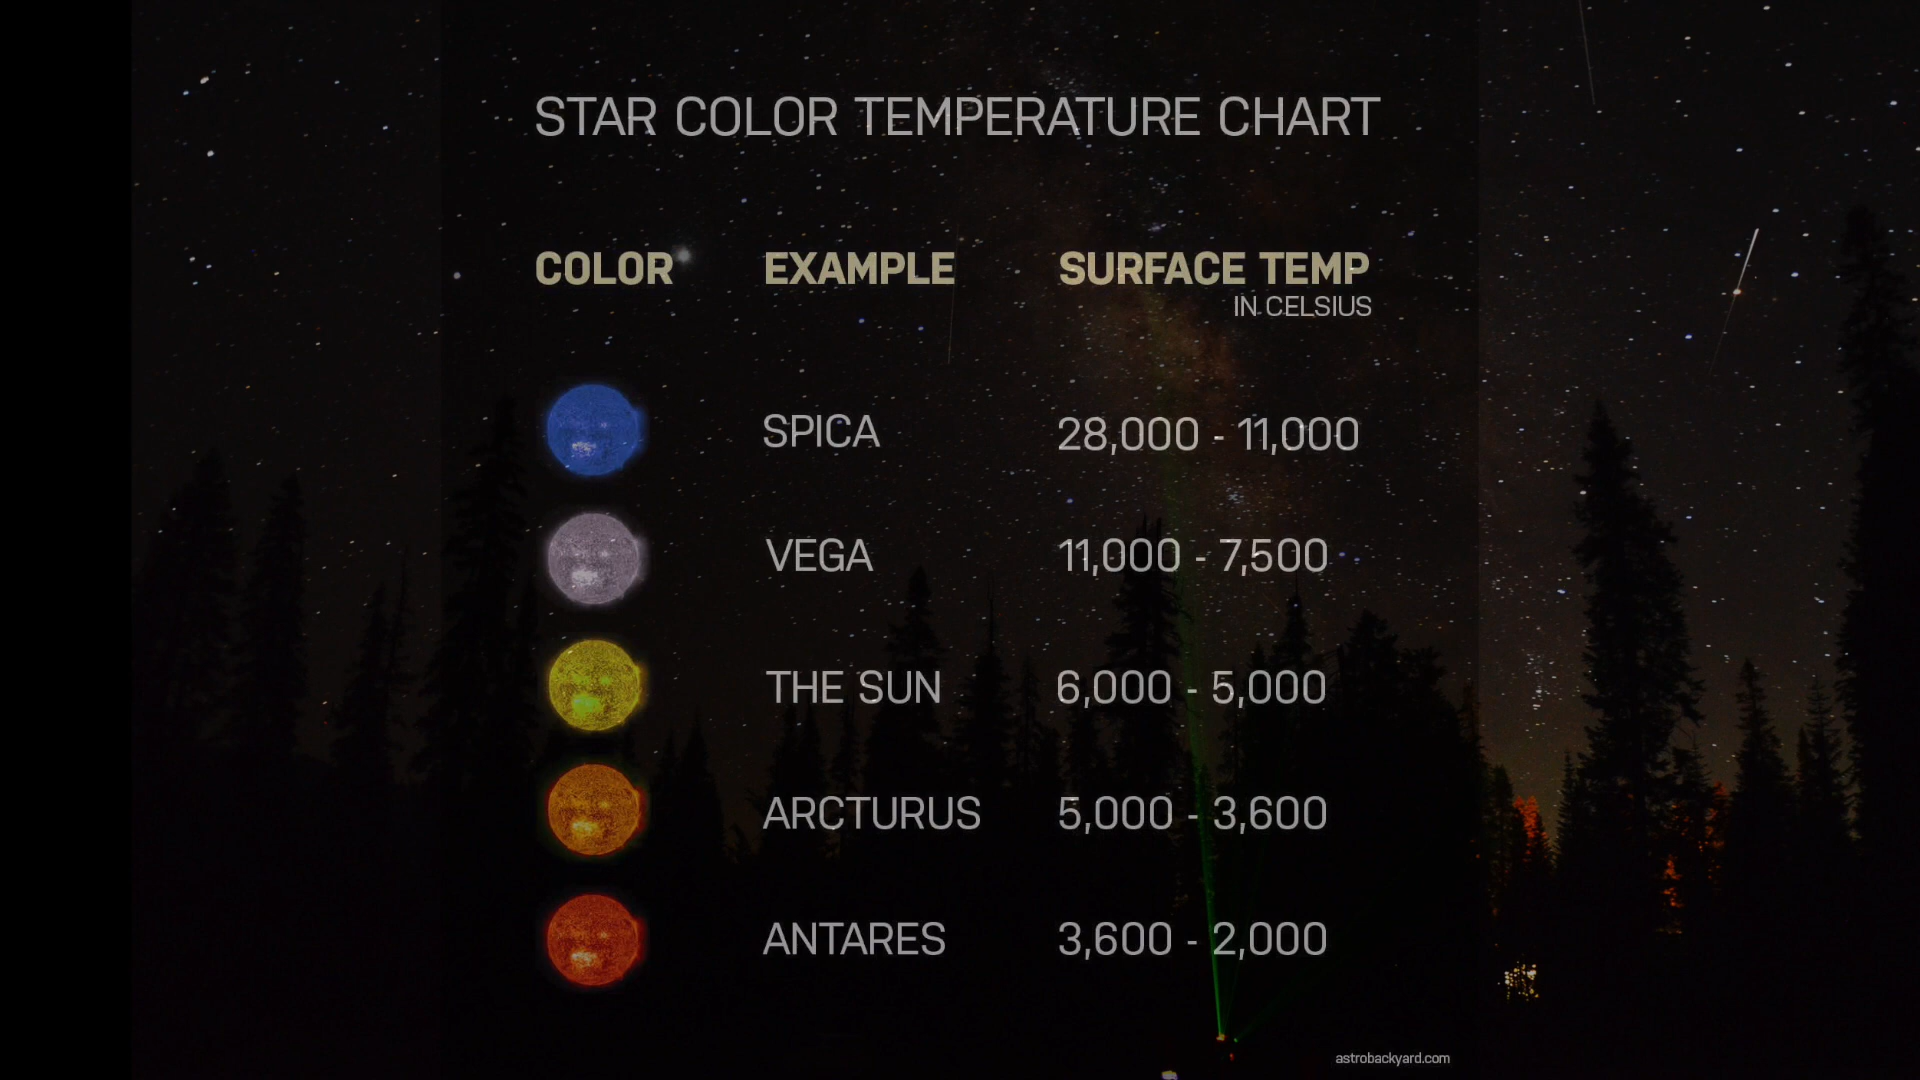 STAR COLOR TEMPERATURE CHART
COLOR EXAMPLE SURFACE TEMP
IN CELSIUS
SPICA 28,000 - 11,000
VEGA 11,000 - 7,500
THE SUN 6,000 - 5,000
ARCTURUS 5,000 - 3,600
ANTARES 3,600 - 2,000
astrobackyard.com